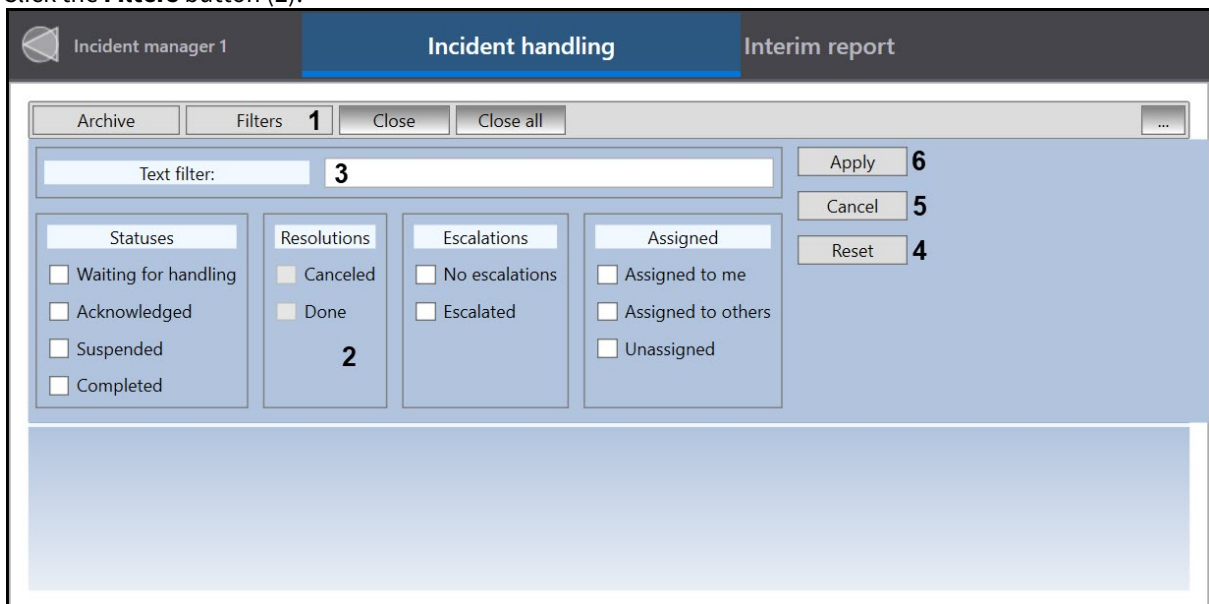 Click the Filters button (1).
Incident manager 1 Incident handling Interim report
Archive Filters 1 Close Close all ...
Text filter: 3 Apply 6
Cancel 5
Statuses Resolutions Escalations Assigned Reset 4
Waiting for handling Canceled No escalations Assigned to me
Acknowledged Done Escalated Assigned to others
Suspended 2 Unassigned
Completed